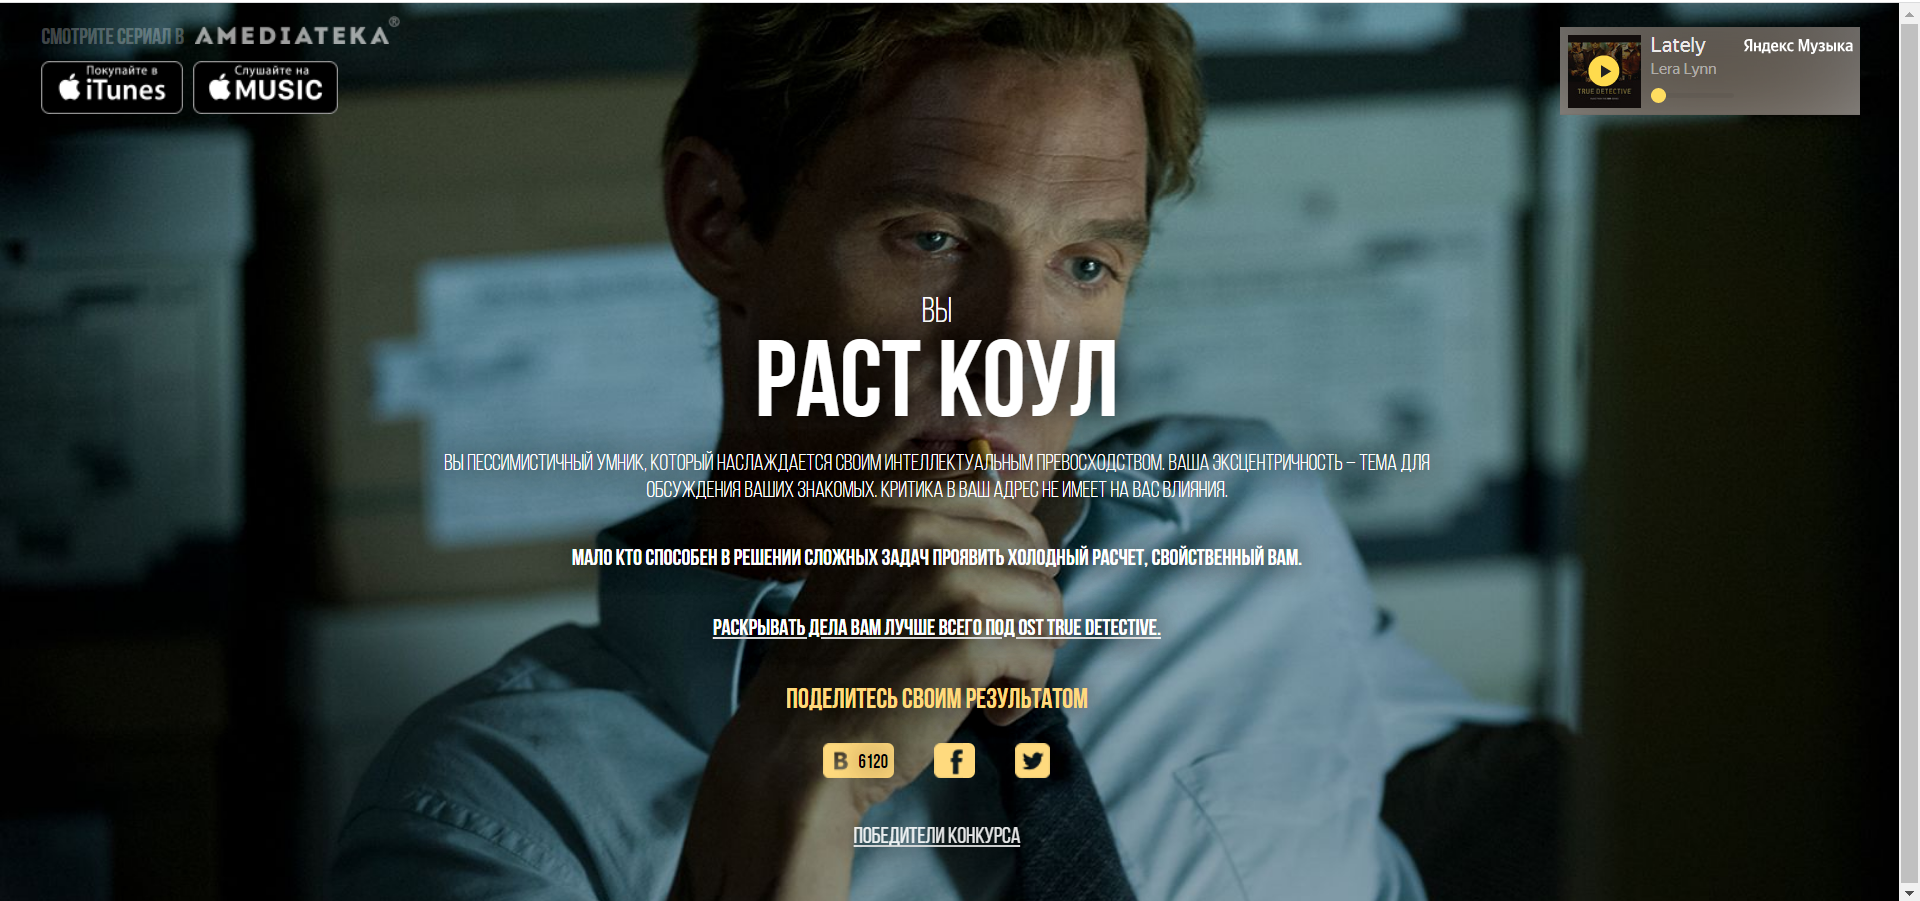 СМОТРИТЕ СЕРИАЛ В AMEDIATEKA®
Покупайте в
iTunes
Слушайте на
MUSIC
Lately
Яндекс Музыка
Lera Lynn
TRUE DETECTIVE
ВЫ
РАСТ КОУЛ
ВЫ ПЕССИМИСТИЧНЫЙ УМНИК, КОТОРЫЙ НАСЛАЖДАЕТСЯ СВОИМ ИНТЕЛЛЕКТУАЛЬНЫМ ПРЕВОСХОДСТВОМ. ВАША ЭКСЦЕНТРИЧНОСТЬ – ТЕМА ДЛЯ
ОБСУЖДЕНИЯ ВАШИХ ЗНАКОМЫХ. КРИТИКА В ВАШ АДРЕС НЕ ИМЕЕТ НА ВАС ВЛИЯНИЯ.
МАЛО КТО СПОСОБЕН В РЕШЕНИИ СЛОЖНЫХ ЗАДАЧ ПРОЯВИТЬ ХОЛОДНЫЙ РАСЧЕТ, СВОЙСТВЕННЫЙ ВАМ.
РАСКРЫВАТЬ ДЕЛА ВАМ ЛУЧШЕ ВСЕГО ПОД OST TRUE DETECTIVE.
ПОДЕЛИТЕСЬ СВОИМ РЕЗУЛЬТАТОМ
В 6120
f
ПОБЕДИТЕЛИ КОНКУРСА